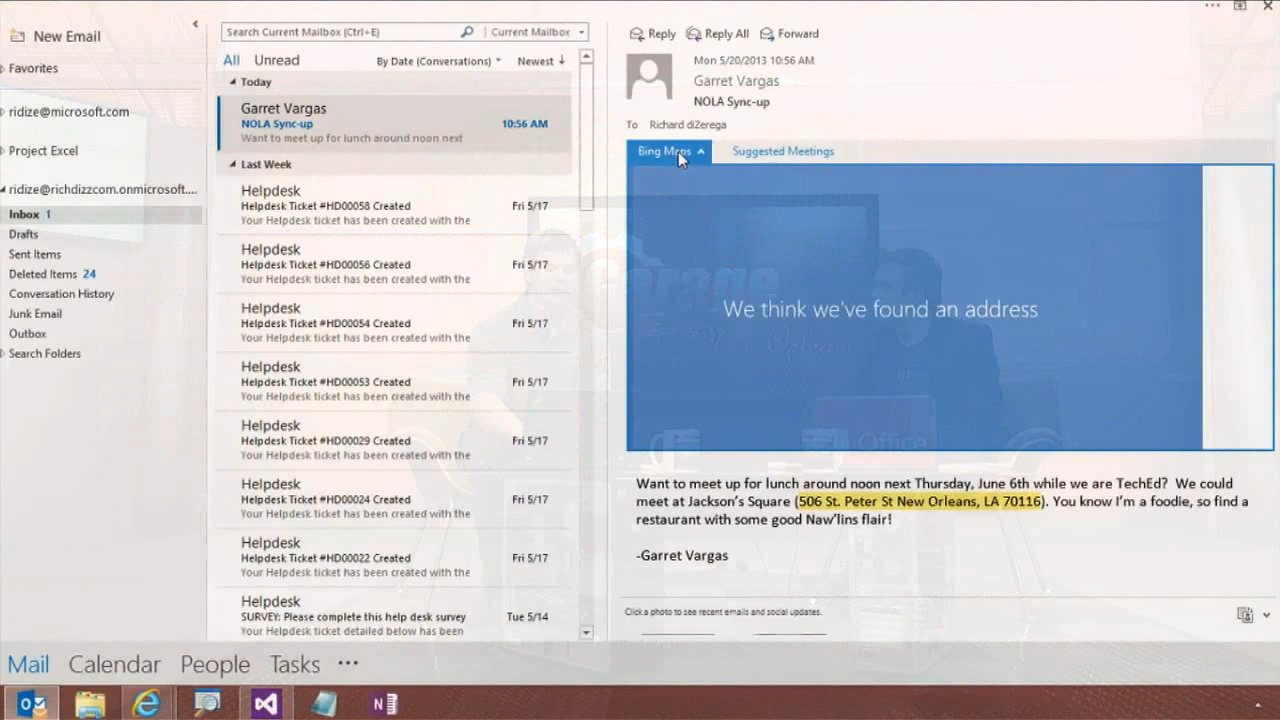 New Email
Favorites
ridize@microsoft.com
Project Excel
ridize@richdizzcom.onmicrosoft....
Inbox 1
Drafts
Sent Items
Deleted Items 24
Conversation History
Junk Email
Outbox
Search Folders
Search Current Mailbox (Ctrl+E) Current Mailbox
All Unread By Date (Conversations) Newest
Today
Garret Vargas
NOLA Sync-up 10:56 AM
Want to meet up for lunch around noon next
Last Week
Helpdesk
Helpdesk Ticket #HD00058 Created Fri 5/17
Your Helpdesk ticket has been created with the
Helpdesk
Helpdesk Ticket #HD00056 Created Fri 5/17
Your Helpdesk ticket has been created with the
Helpdesk
Helpdesk Ticket #HD00054 Created Fri 5/17
Your Helpdesk ticket has been created with the
Helpdesk
Helpdesk Ticket #HD00053 Created Fri 5/17
Your Helpdesk ticket has been created with the
Helpdesk
Helpdesk Ticket #HD00029 Created Fri 5/17
Your Helpdesk ticket has been created with the
Helpdesk
Helpdesk Ticket #HD00024 Created Fri 5/17
Your Helpdesk ticket has been created with the
Helpdesk
Helpdesk Ticket #HD00022 Created Fri 5/17
Your Helpdesk ticket has been created with the
Helpdesk
SURVEY: Please complete this help desk survey Tue 5/14
Your Helpdesk ticket detailed below has been
Reply Reply All Forward
Mon 5/20/2013 10:56 AM
Garret Vargas
NOLA Sync-up
To Richard diZerega
Bing Maps Suggested Meetings
Garage
We think we've found an address
Office
Want to meet up for lunch around noon next Thursday, June 6th while we are TechEd? We could
meet at Jackson's Square (506 St. Peter St New Orleans, LA 70116). You know I'm a foodie, so find a
restaurant with some good Naw'lins flair!
-Garret Vargas
Click a photo to see recent emails and social updates.
Mail Calendar People Tasks ...